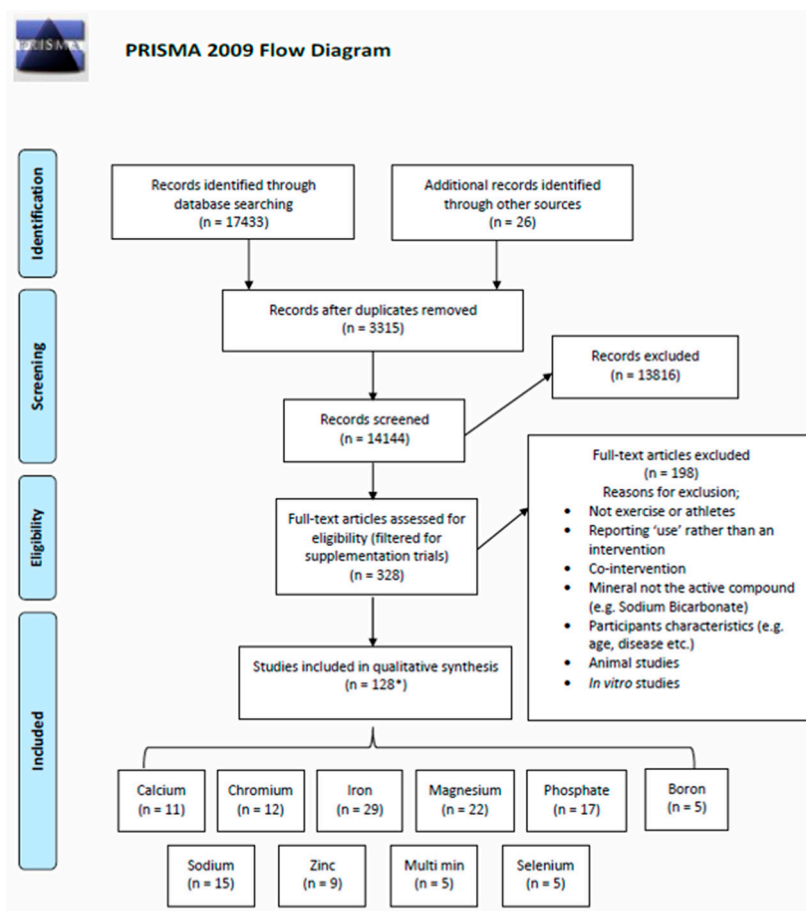 PRISMA
PRISMA 2009 Flow Diagram
Identification
Records identified through
database searching
(n = 17433)
Additional records identified
through other sources
(n = 26)
Screening
Records after duplicates removed
(n = 3315)
Records excluded
(n = 13816)
Records screened
(n = 14144)
Eligibility
Full-text articles assessed for
eligibility (filtered for
supplementation trials)
(n = 328)
Full-text articles excluded
(n = 198)
Reasons for exclusion;
• Not exercise or athletes
• Reporting ‘use’ rather than an
intervention
• Co-intervention
• Mineral not the active compound
(e.g. Sodium Bicarbonate)
• Participants characteristics (e.g.
age, disease etc.)
• Animal studies
• In vitro studies
Included
Studies included in qualitative synthesis
(n = 128*)
Calcium
(n = 11)
Chromium
(n = 12)
Iron
(n = 29)
Magnesium
(n = 22)
Phosphate
(n = 17)
Boron
(n = 5)
Sodium
(n = 15)
Zinc
(n = 9)
Multi min
(n = 5)
Selenium
(n = 5)